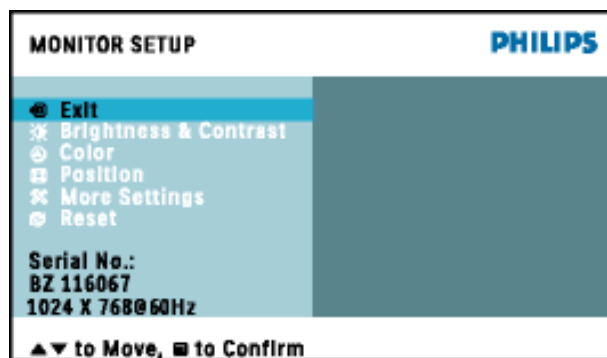 MONITOR SETUP PHILIPS
Exit
Brightness & Contrast
Color
Position
More Settings
Reset
Serial No.:
BZ 116067
1024 X 768@60Hz
▲▼ to Move, to Confirm